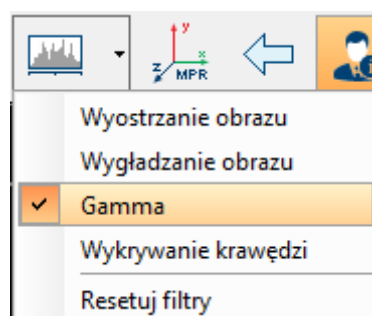 y
x
z MPR
Wyostrzanie obrazu
Wygładzanie obrazu
Gamma
Wykrywanie krawędzi
Resetuj filtry